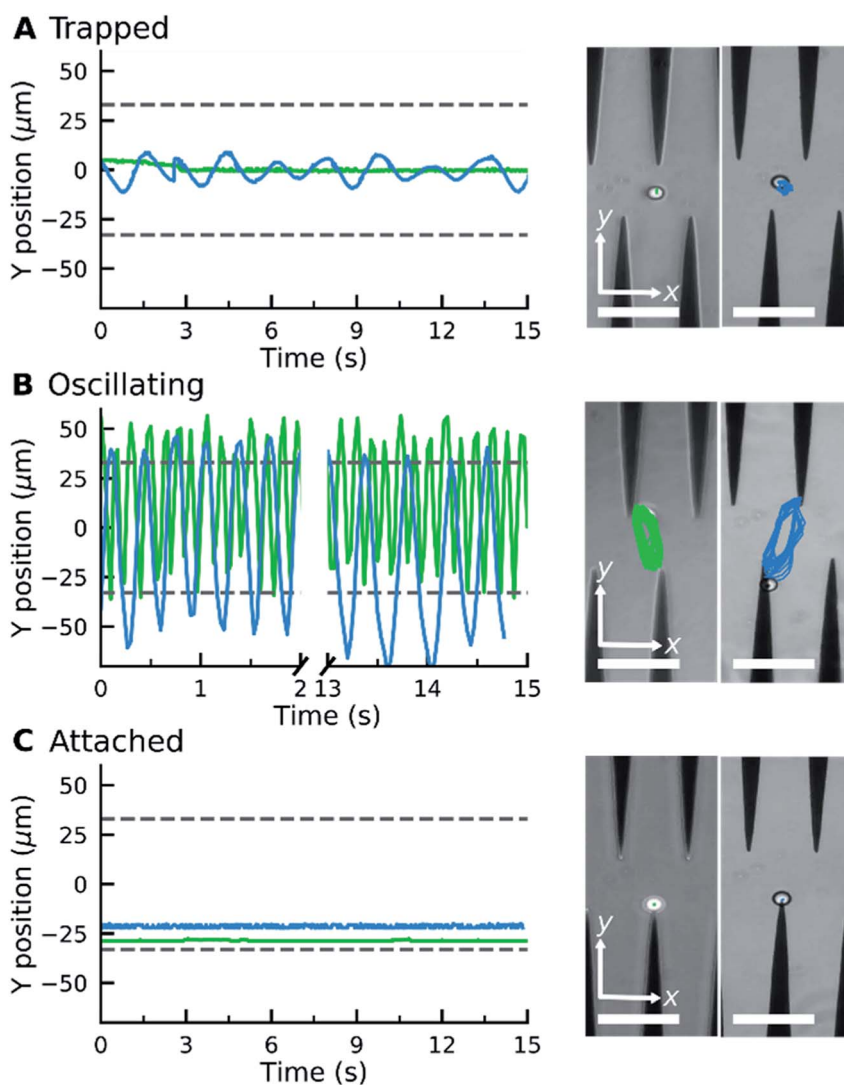 A Trapped
Y position (μm)
50
25
0
−25
−50
0 3 6 9 12 15
Time (s)
y
x
B Oscillating
Y position (μm)
50
25
0
−25
−50
0 1 2 13 14 15
Time (s)
y
x
C Attached
Y position (μm)
50
25
0
−25
−50
0 3 6 9 12 15
Time (s)
y
x